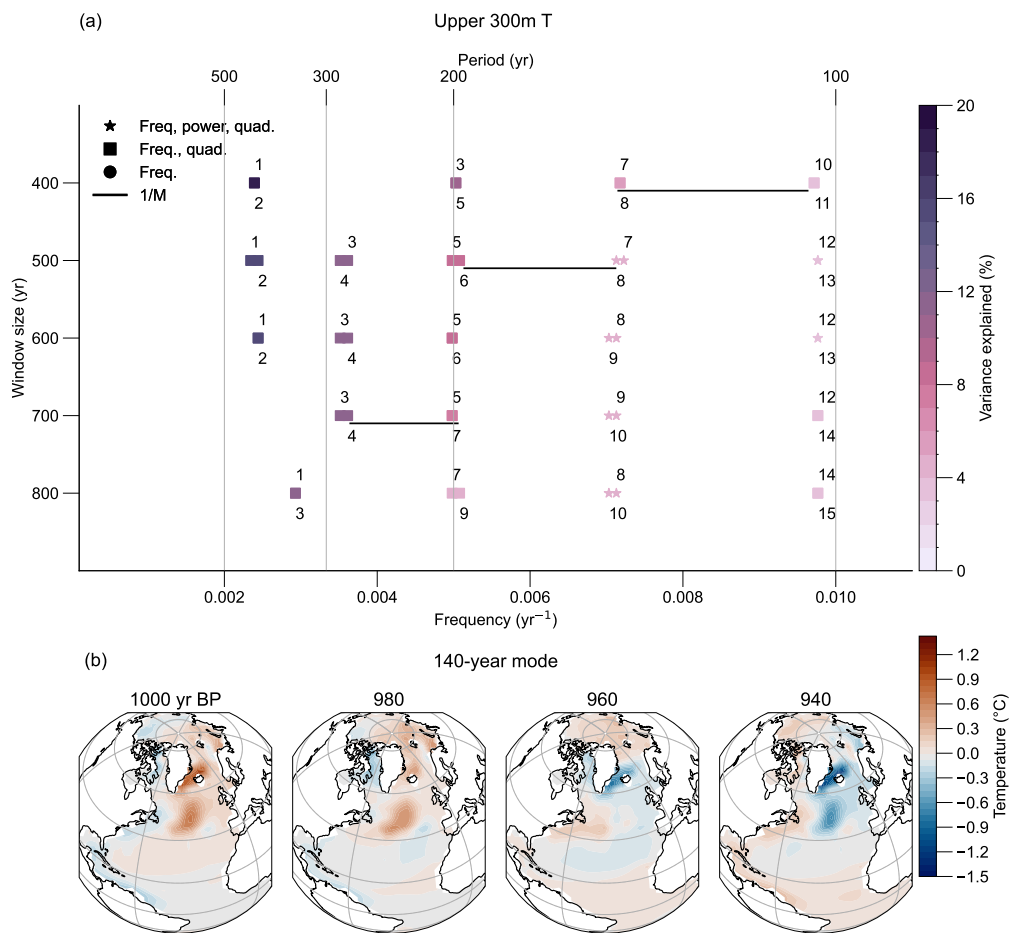 (a)
Upper 300m T
Period (yr)
500 300 200 100
Freq, power, quad.
Freq., quad.
Freq.
1/M
Window size (yr)
400
500
600
700
800
1 3 7 10
2 5 8 11
1 3 5 7 12
2 4 6 8 13
1 3 5 8 12
2 4 6 9 13
3 5 9 12
4 7 10 14
1 7 8 14
3 9 10 15
0.002 0.004 0.006 0.008 0.010
Frequency (yr⁻¹)
20
16
12
8
4
0
Variance explained (%)
(b)
140-year mode
1000 yr BP 980 960 940
1.2
0.9
0.6
0.3
0.0
−0.3
−0.6
−0.9
−1.2
−1.5
Temperature (°C)